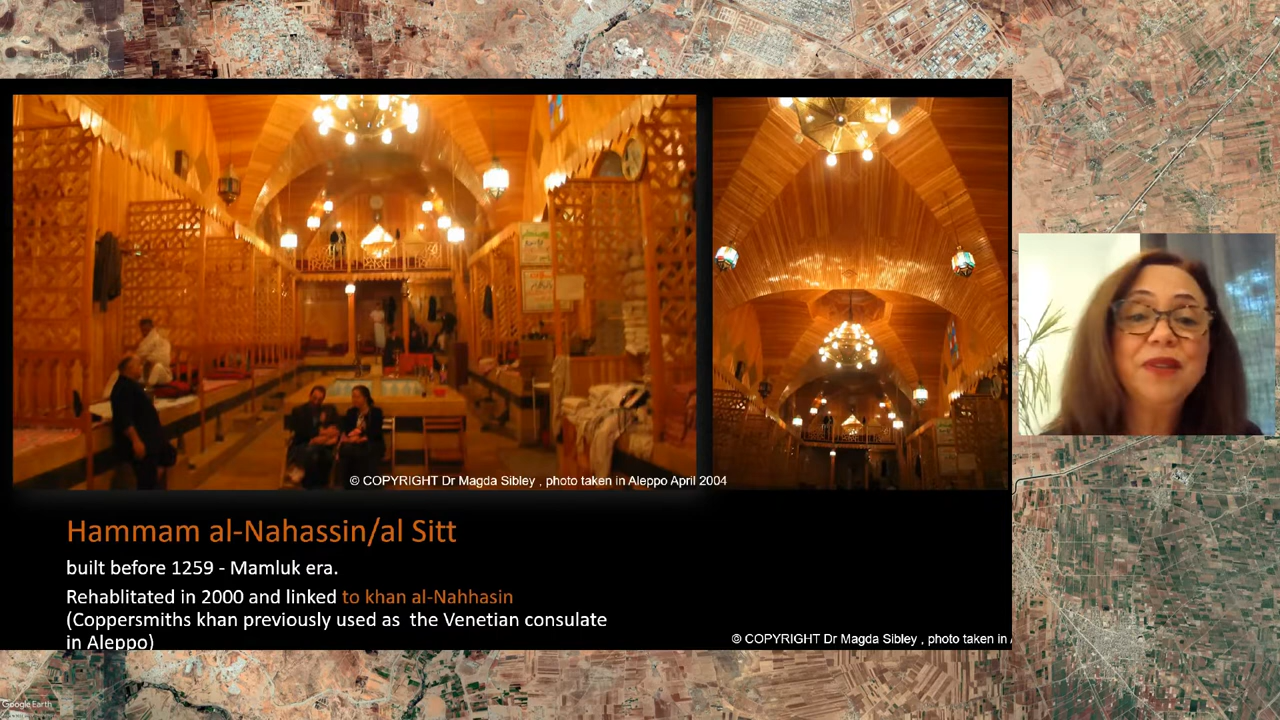 © COPYRIGHT Dr Magda Sibley , photo taken in Aleppo April 2004
Hammam al-Nahassin/al Sitt
built before 1259 - Mamluk era.
Rehablitated in 2000 and linked to khan al-Nahhasin
(Coppersmiths khan previously used as the Venetian consulate
in Aleppo)
© COPYRIGHT Dr Magda Sibley , photo taken in
Google Earth